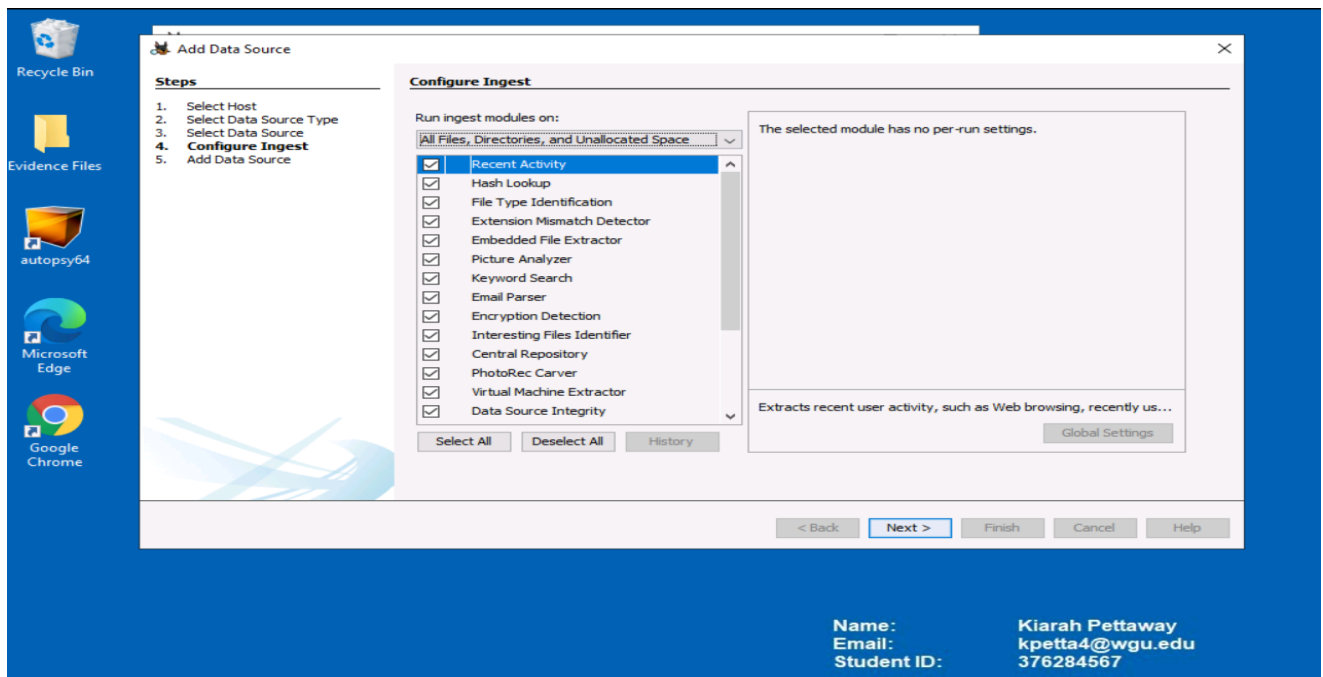 Recycle Bin
Evidence Files
autopsy64
Microsoft
Edge
Google
Chrome
Add Data Source
Steps
1. Select Host
2. Select Data Source Type
3. Select Data Source
4. Configure Ingest
5. Add Data Source
Configure Ingest
Run ingest modules on:
All Files, Directories, and Unallocated Space
Recent Activity
Hash Lookup
File Type Identification
Extension Mismatch Detector
Embedded File Extractor
Picture Analyzer
Keyword Search
Email Parser
Encryption Detection
Interesting Files Identifier
Central Repository
PhotoRec Carver
Virtual Machine Extractor
Data Source Integrity
Select All Deselect All History
The selected module has no per-run settings.
Extracts recent user activity, such as Web browsing, recently us...
Global Settings
< Back Next > Finish Cancel Help
Name: Kiarah Pettaway
Email: kpetta4@wgu.edu
Student ID: 376284567